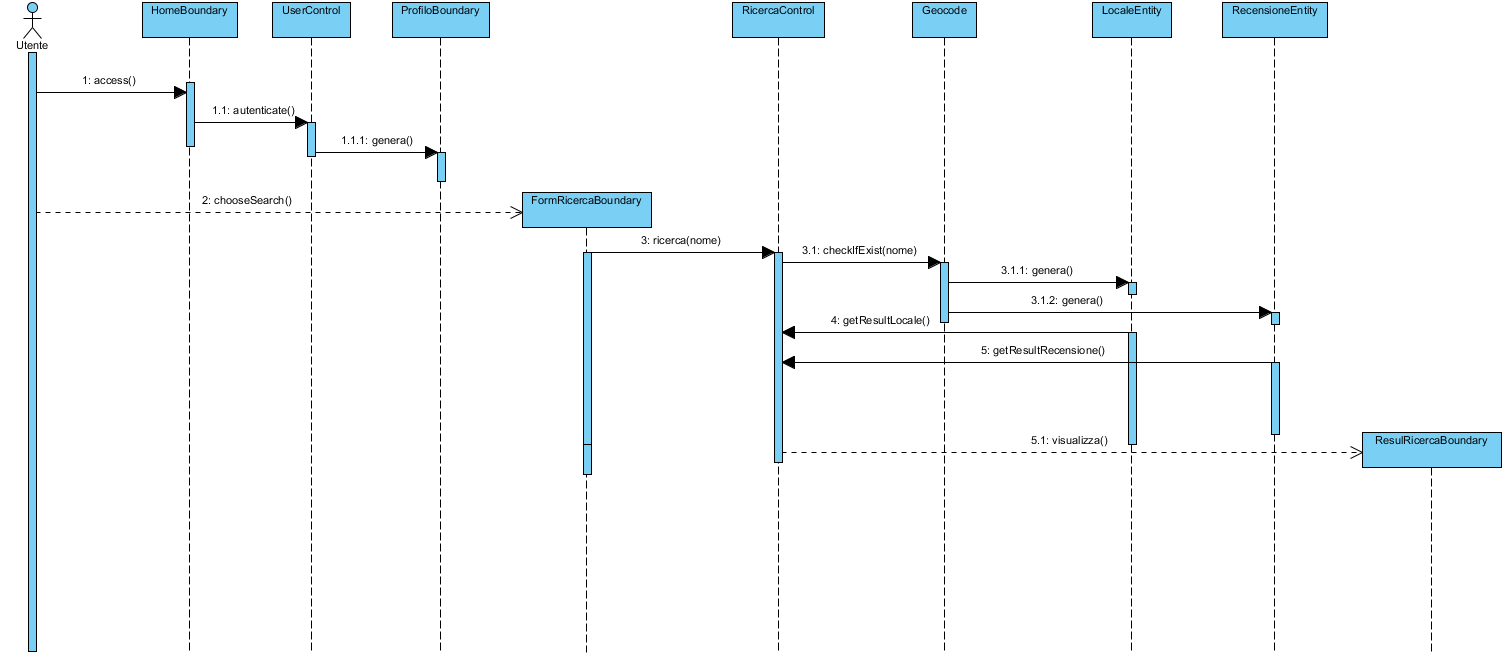 HomeBoundary
UserControl
ProfiloBoundary
RicercaControl
Geocode
LocaleEntity
RecensioneEntity
Utente
1: access()
1.1: autenticate()
1.1.1: genera()
2: chooseSearch()
FormRicercaBoundary
3: ricerca(nome)
3.1: checkIfExist(nome)
3.1.1: genera()
3.1.2: genera()
4: getResultLocale()
5: getResultRecensione()
5.1: visualizza()
ResulRicercaBoundary